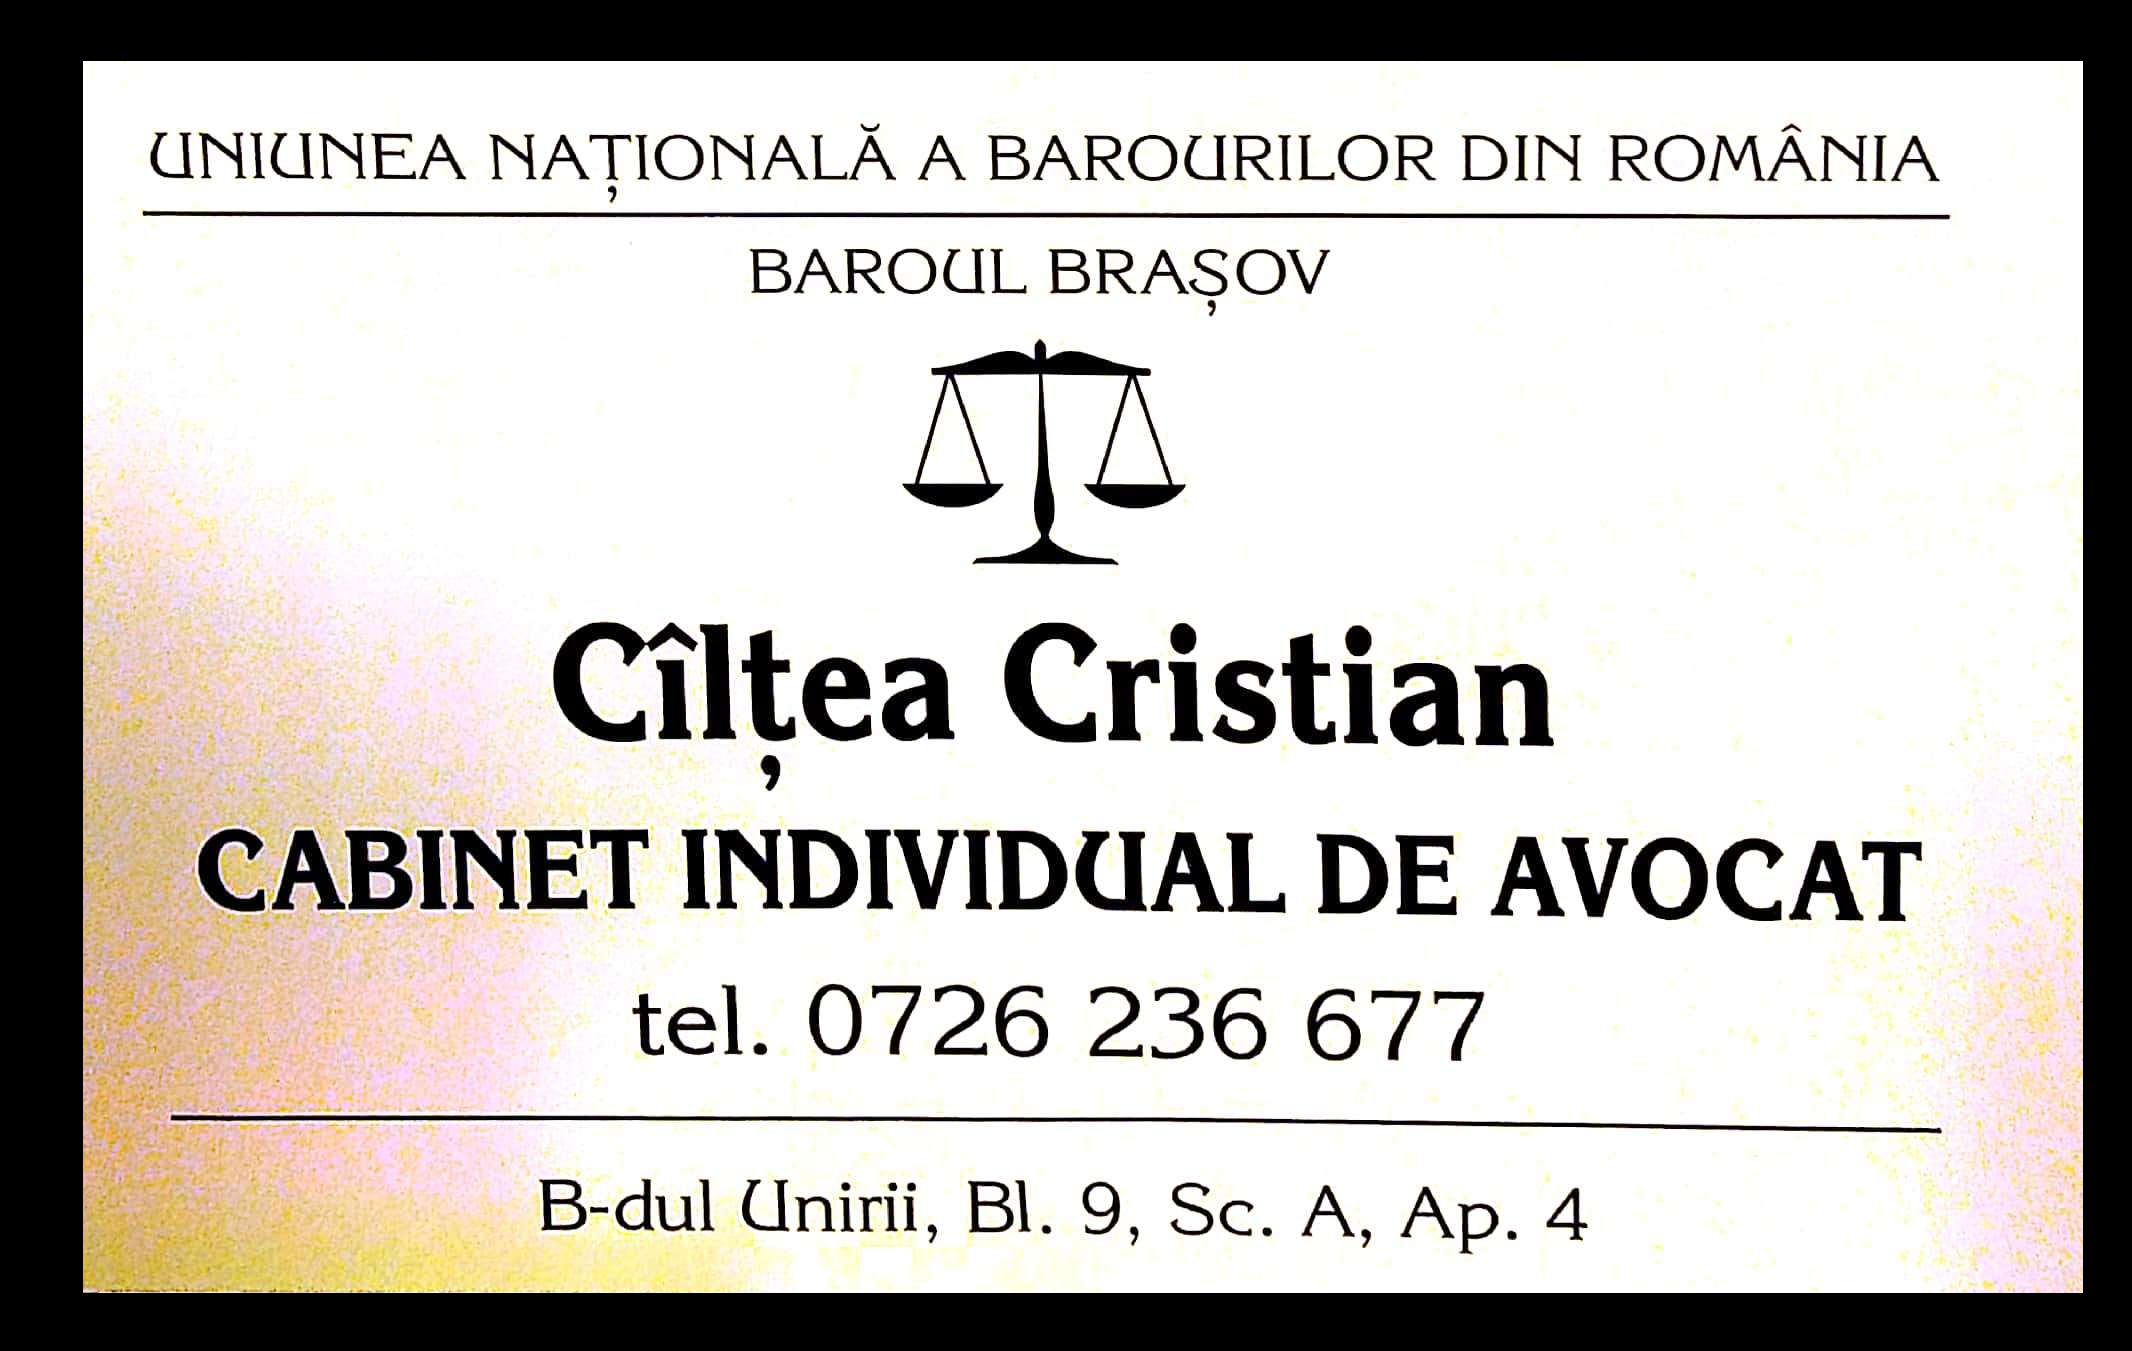 UNIUNEA NAȚIONALĂ A BAROURILOR DIN ROMÂNIA
BAROUL BRAȘOV
Cîlțea Cristian
CABINET INDIVIDUAL DE AVOCAT
tel. 0726 236 677
B-dul Unirii, Bl. 9, Sc. A, Ap. 4